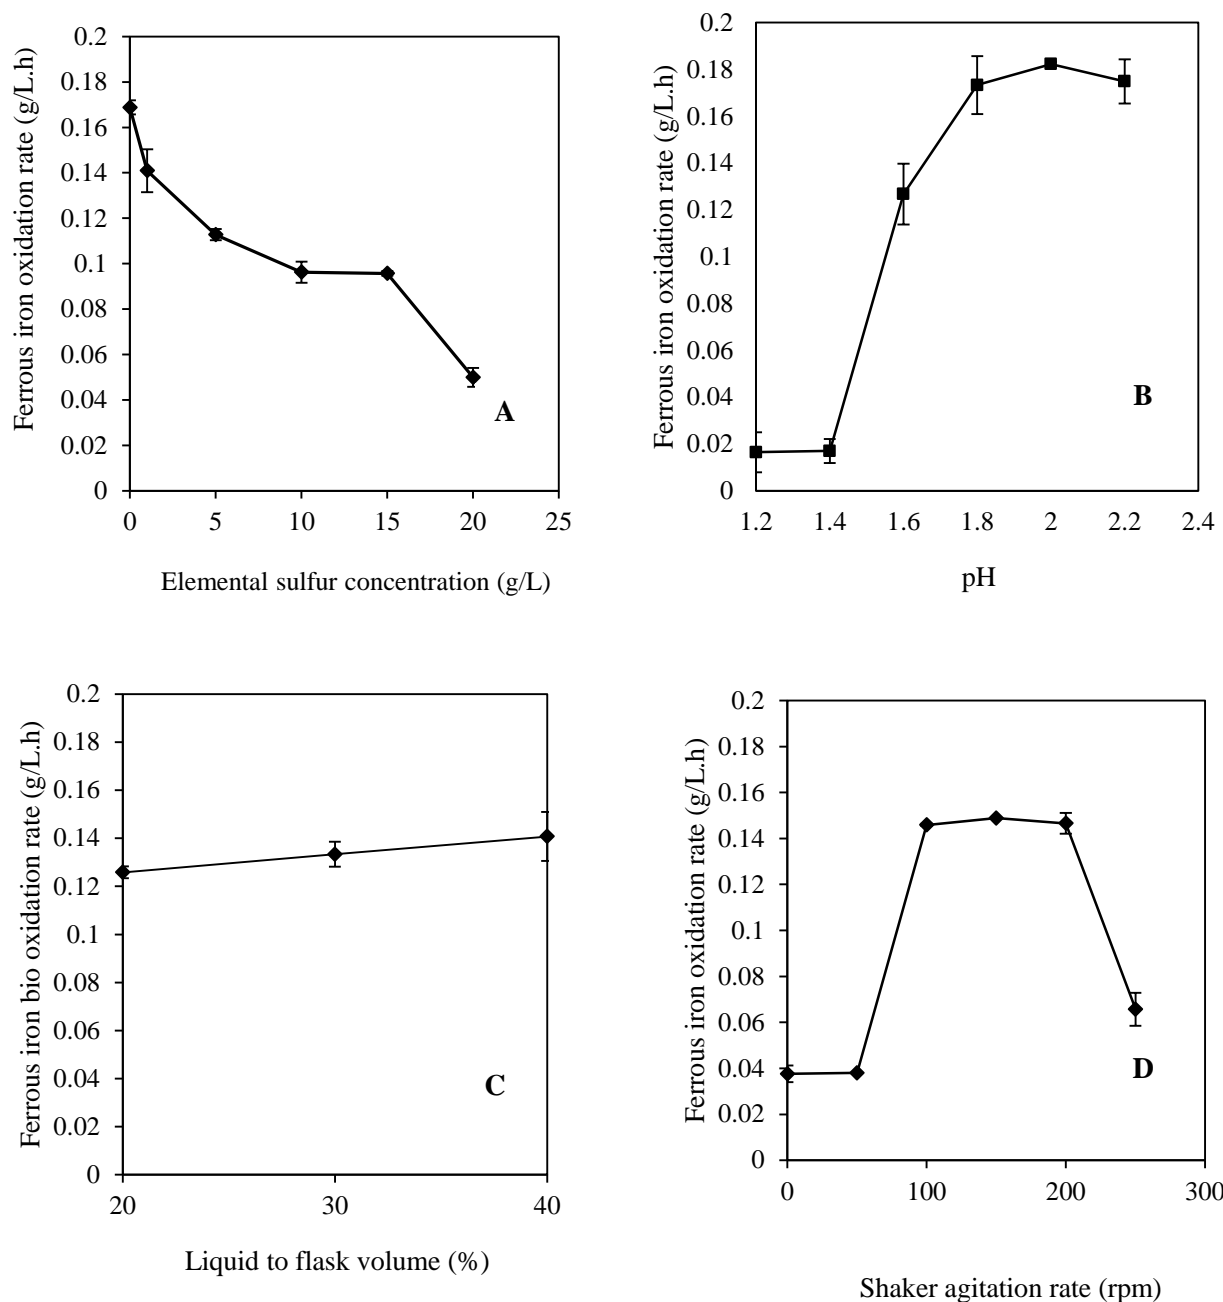 Ferrous iron oxidation rate (g/L.h)
0.2
0.18
0.16
0.14
0.12
0.1
0.08
0.06
0.04
0.02
0
0 5 10 15 20 25
A
Elemental sulfur concentration (g/L)
Ferrous iron oxidation rate (g/L.h)
0.2
0.18
0.16
0.14
0.12
0.1
0.08
0.06
0.04
0.02
0
1.2 1.4 1.6 1.8 2 2.2 2.4
B
pH
Ferrous iron bio oxidation rate (g/L.h)
0.2
0.18
0.16
0.14
0.12
0.1
0.08
0.06
0.04
0.02
0
20 30 40
C
Liquid to flask volume (%)
Ferrous iron oxidation rate (g/L.h)
0.2
0.18
0.16
0.14
0.12
0.1
0.08
0.06
0.04
0.02
0
0 100 200 300
D
Shaker agitation rate (rpm)